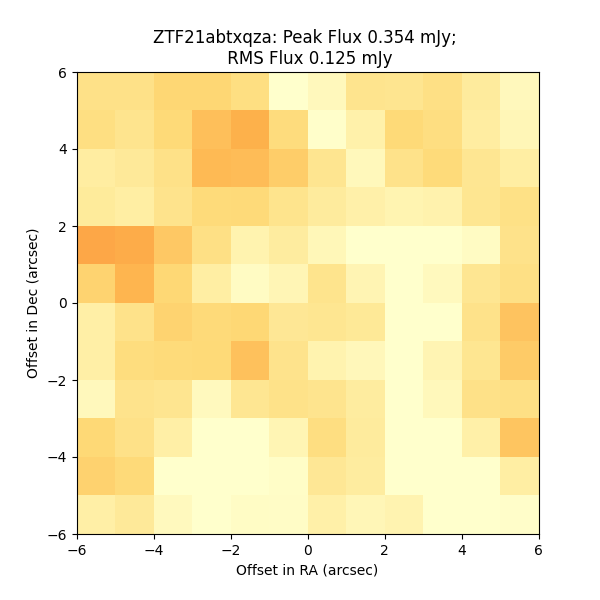 ZTF21abtxqza: Peak Flux 0.354 mJy;
RMS Flux 0.125 mJy
6
4
2
0
−2
−4
−6
Offset in Dec (arcsec)
−6 −4 −2 0 2 4 6
Offset in RA (arcsec)